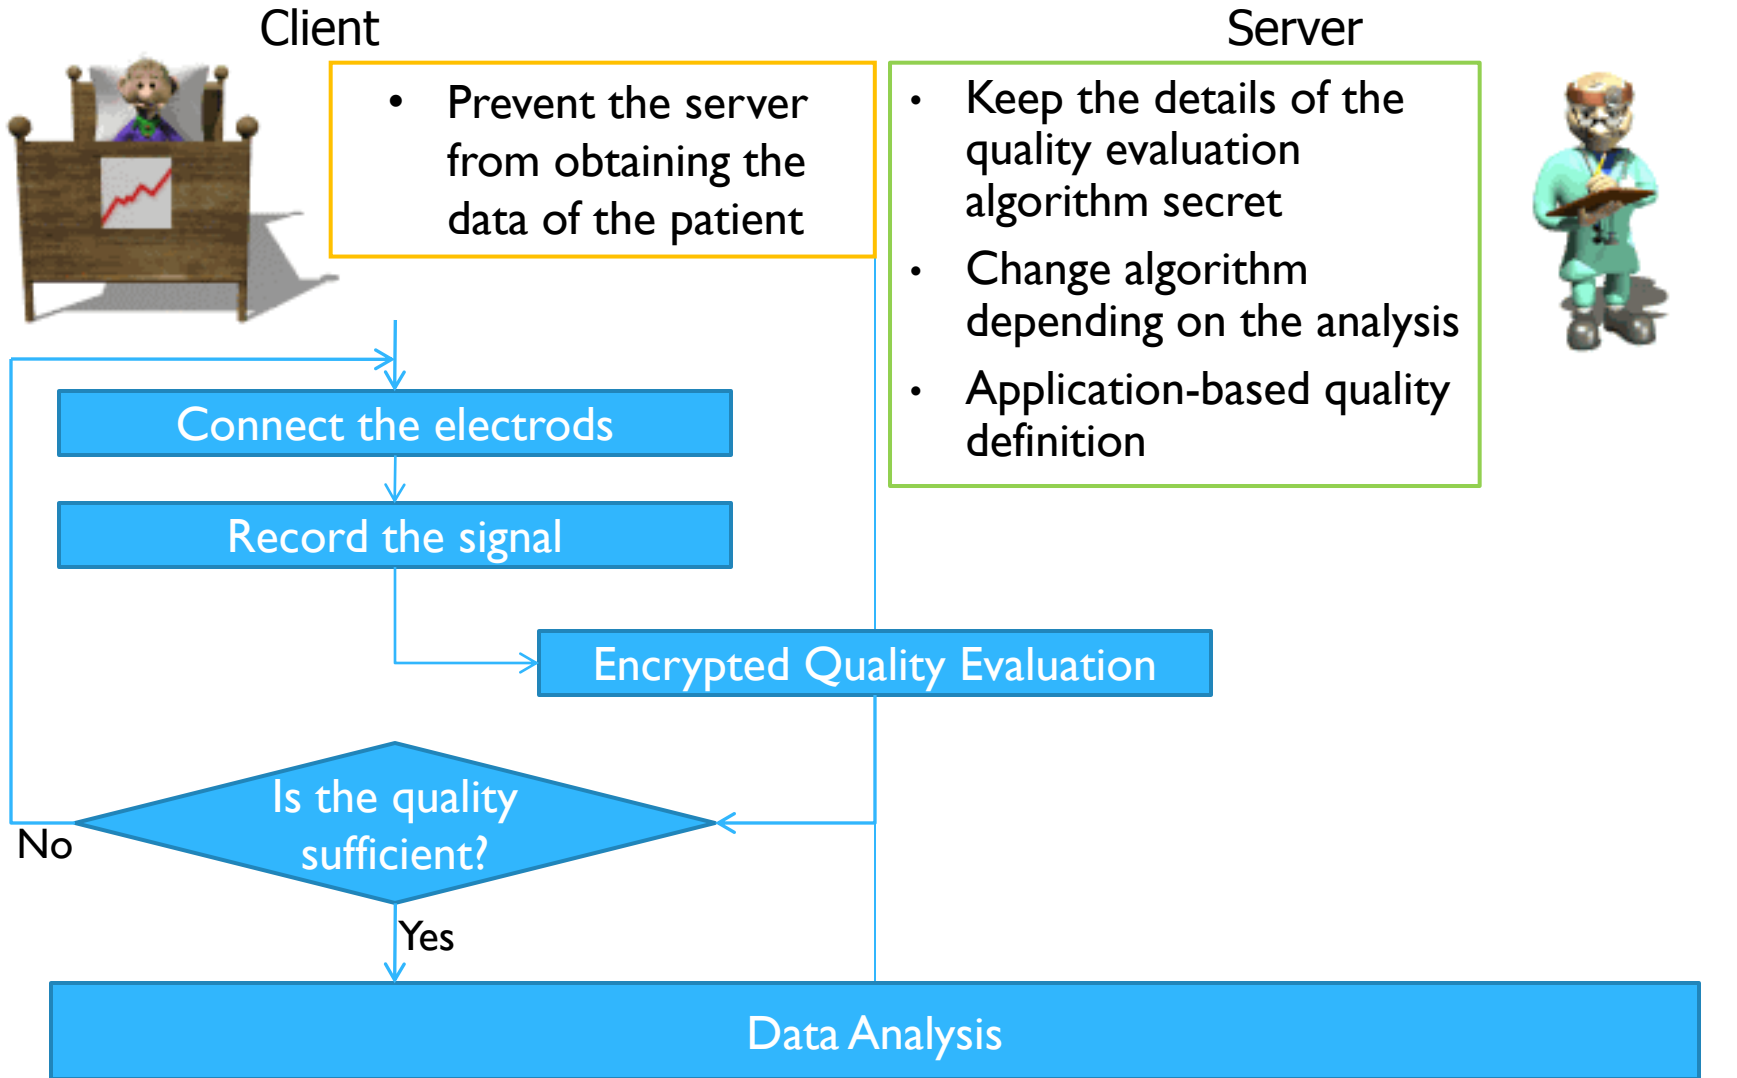 Client
Server
• Prevent the server
from obtaining the
data of the patient
• Keep the details of the
quality evaluation
algorithm secret
• Change algorithm
depending on the analysis
• Application-based quality
definition
Connect the electrods
Record the signal
Encrypted Quality Evaluation
Is the quality
sufficient?
No
Yes
Data Analysis